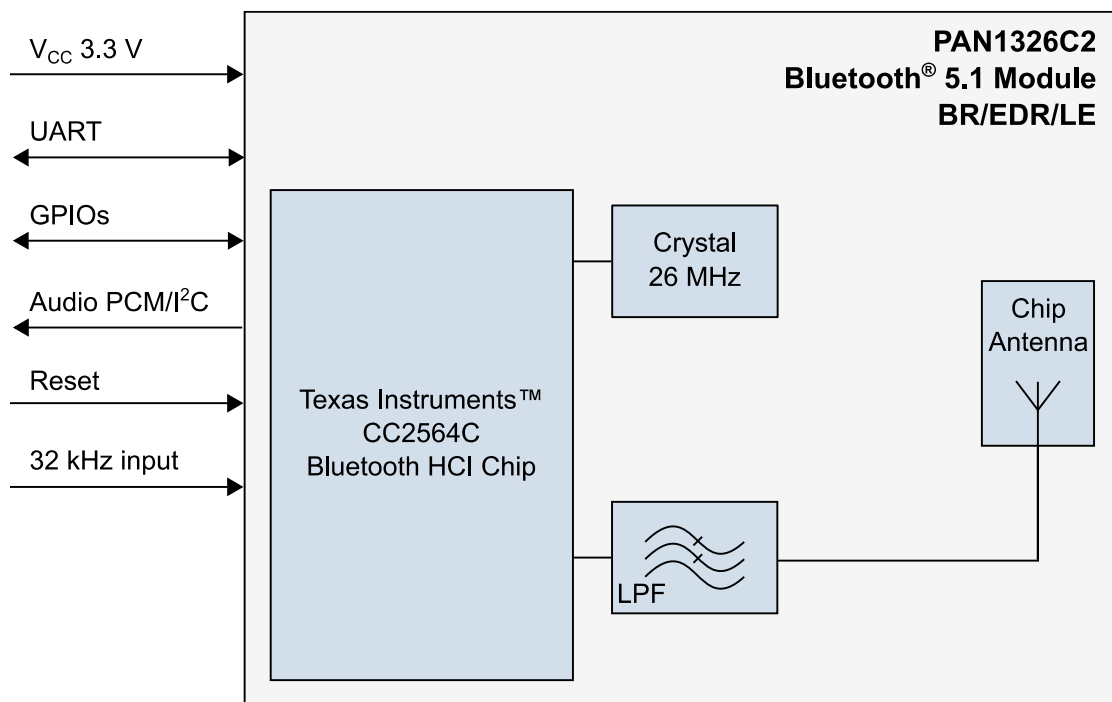 PAN1326C2
Bluetooth® 5.1 Module
BR/EDR/LE
V_CC 3.3 V
UART
GPIOs
Audio PCM/I²C
Reset
32 kHz input
Texas Instruments™
CC2564C
Bluetooth HCI Chip
Crystal
26 MHz
Chip
Antenna
LPF